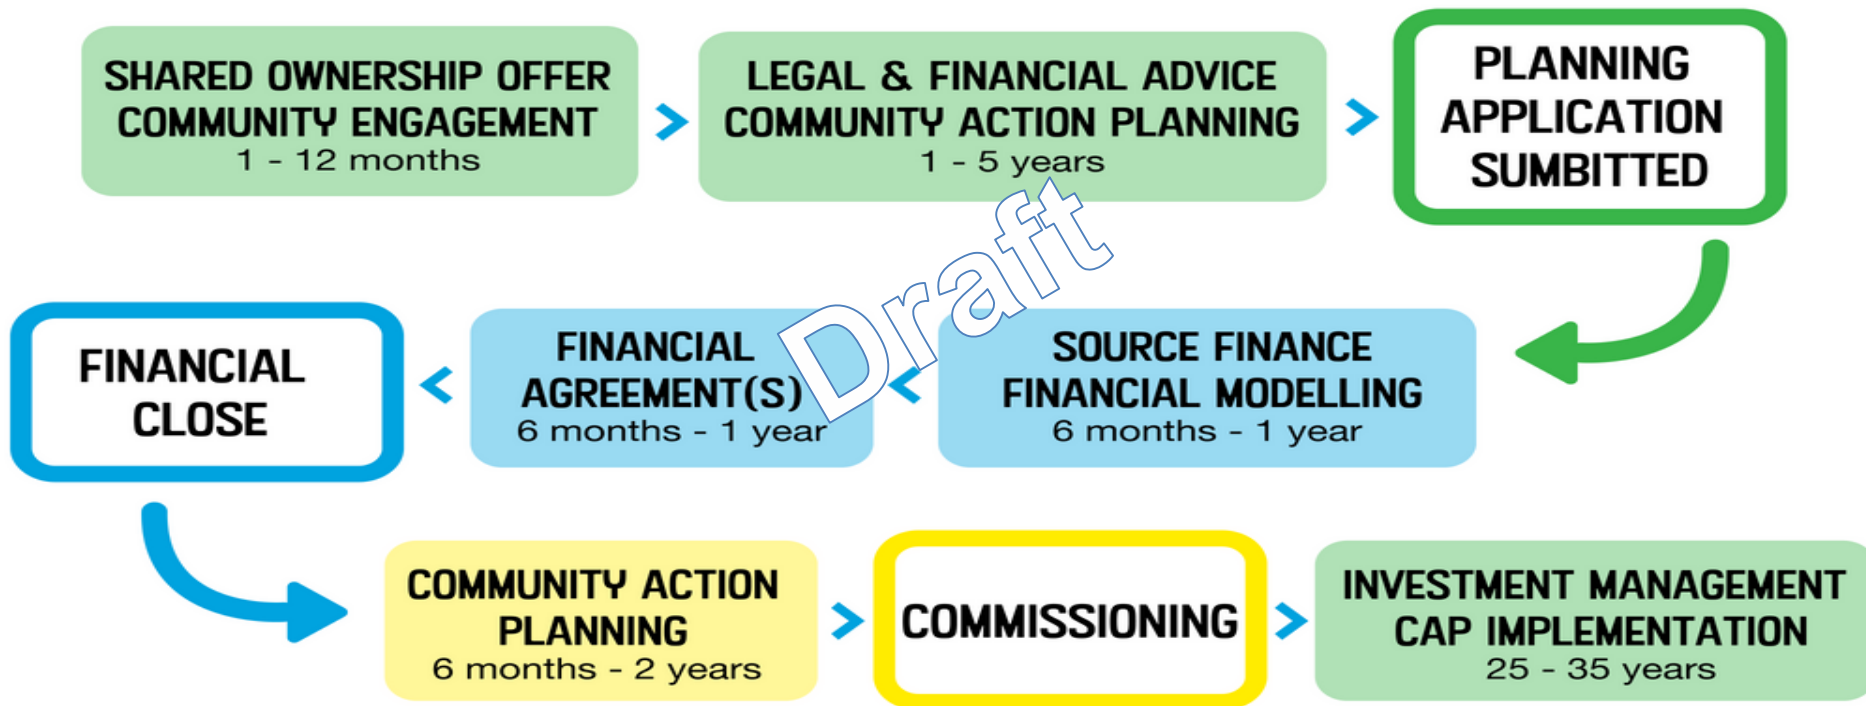 SHARED OWNERSHIP OFFER
COMMUNITY ENGAGEMENT
1 - 12 months
>
LEGAL & FINANCIAL ADVICE
COMMUNITY ACTION PLANNING
1 - 5 years
>
PLANNING
APPLICATION
SUMBITTED
SOURCE FINANCE
FINANCIAL MODELLING
6 months - 1 year
<
FINANCIAL
AGREEMENT(S)
6 months - 1 year
<
FINANCIAL
CLOSE
Draft
COMMUNITY ACTION
PLANNING
6 months - 2 years
>
COMMISSIONING
>
INVESTMENT MANAGEMENT
CAP IMPLEMENTATION
25 - 35 years